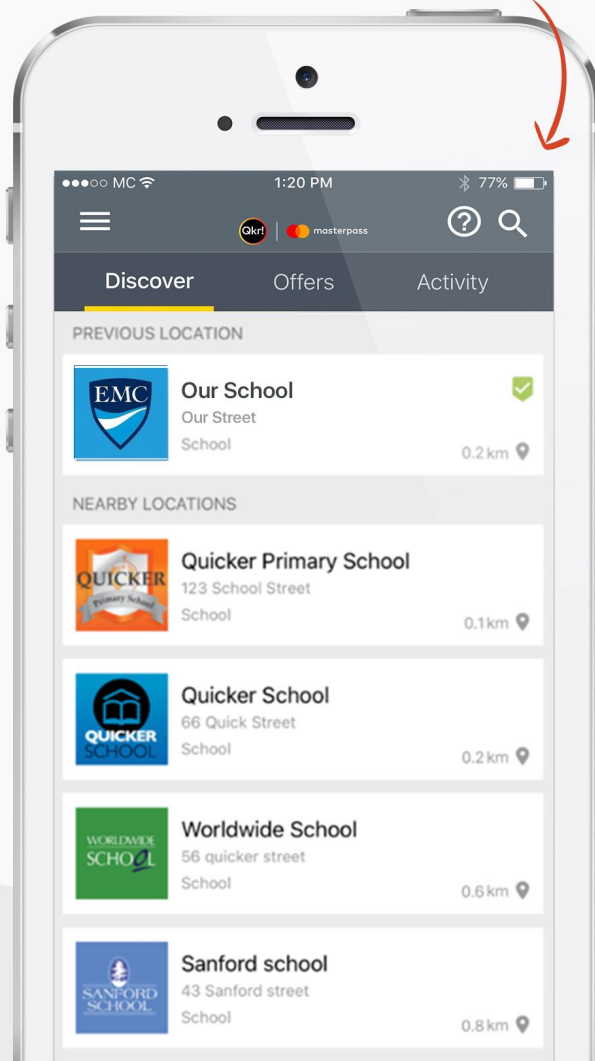 MC
1:20 PM
77%
Qkr!
masterpass
Discover
Offers
Activity
PREVIOUS LOCATION
EMC
Our School
Our Street
School
0.2 km
NEARBY LOCATIONS
QUICKER
Primary School
Quicker Primary School
123 School Street
School
0.1 km
QUICKER
SCHOOL
Quicker School
66 Quick Street
School
0.2 km
WORLDWIDE
SCHOOL
Worldwide School
56 quicker street
School
0.6 km
SANFORD
SCHOOL
Sanford school
43 Sanford street
School
0.8 km